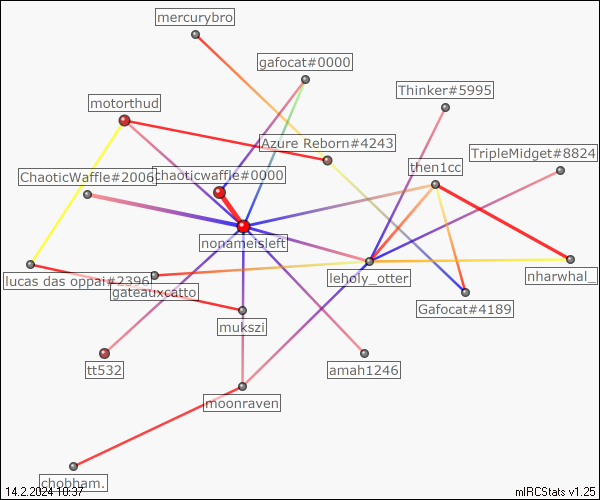 mercurybro
gafocat#0000
Thinker#5995
motorthud
Azure Reborn#4243
TripleMidget#8824
then1cc
ChaoticWaffle#2006
chaoticwaffle#0000
nonameisleft
lucas das oppai#2396
gateauxcatto
leholy_otter
nharwhal_
Gafocat#4189
mukszi
tt532
amah1246
moonraven
chobham.
14.2.2024 10:37
mIRCStats v1.25